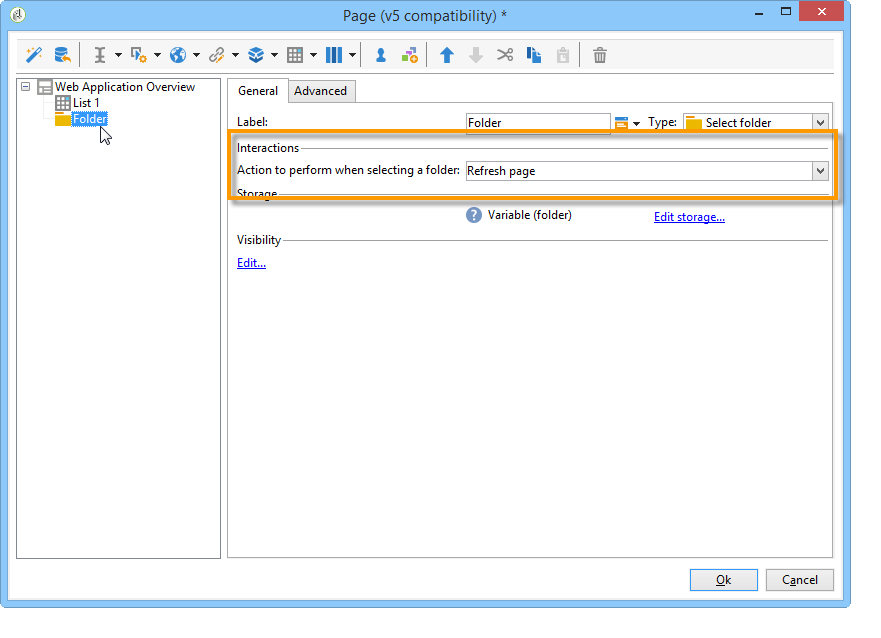 Page (v5 compatibility) *
Web Application Overview
List 1
Folder
General Advanced
Label: Folder Type: Select folder
Interactions
Action to perform when selecting a folder: Refresh page
Storage
? Variable (folder) Edit storage...
Visibility
Edit...
Ok Cancel